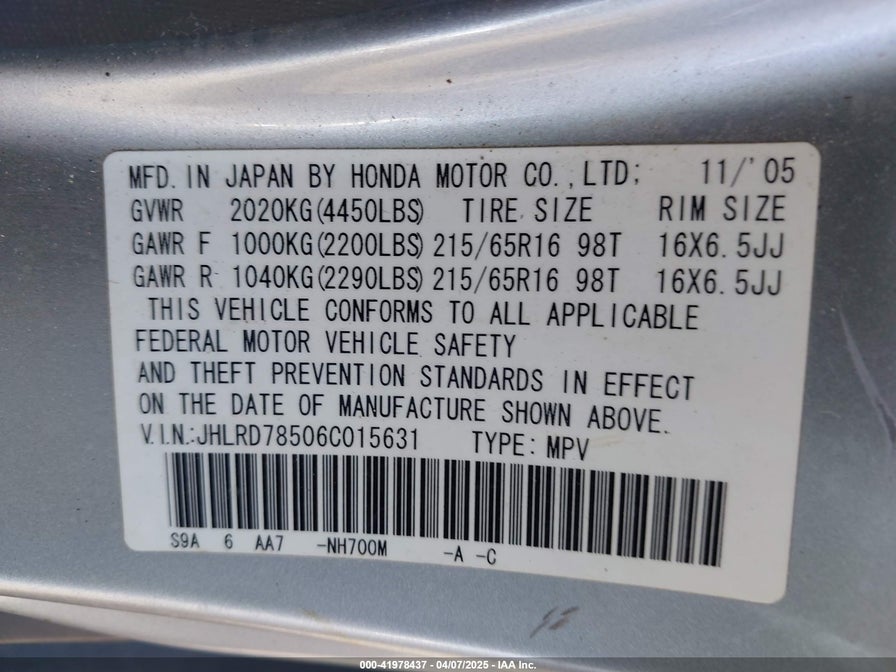 MFD. IN JAPAN BY HONDA MOTOR CO.,LTD; 11/'05
GVWR 2020KG(4450LBS) TIRE SIZE RIM SIZE
GAWR F 1000KG(2200LBS) 215/65R16 98T 16X6.5JJ
GAWR R 1040KG(2290LBS) 215/65R16 98T 16X6.5JJ
THIS VEHICLE CONFORMS TO ALL APPLICABLE
FEDERAL MOTOR VEHICLE SAFETY
AND THEFT PREVENTION STANDARDS IN EFFECT
ON THE DATE OF MANUFACTURE SHOWN ABOVE.
V.I.N.:JHLRD78506C015631 TYPE: MPV
S9A 6 AA7 -NH700M -A -C
000-41978437 - 04/07/2025 - IAA Inc.